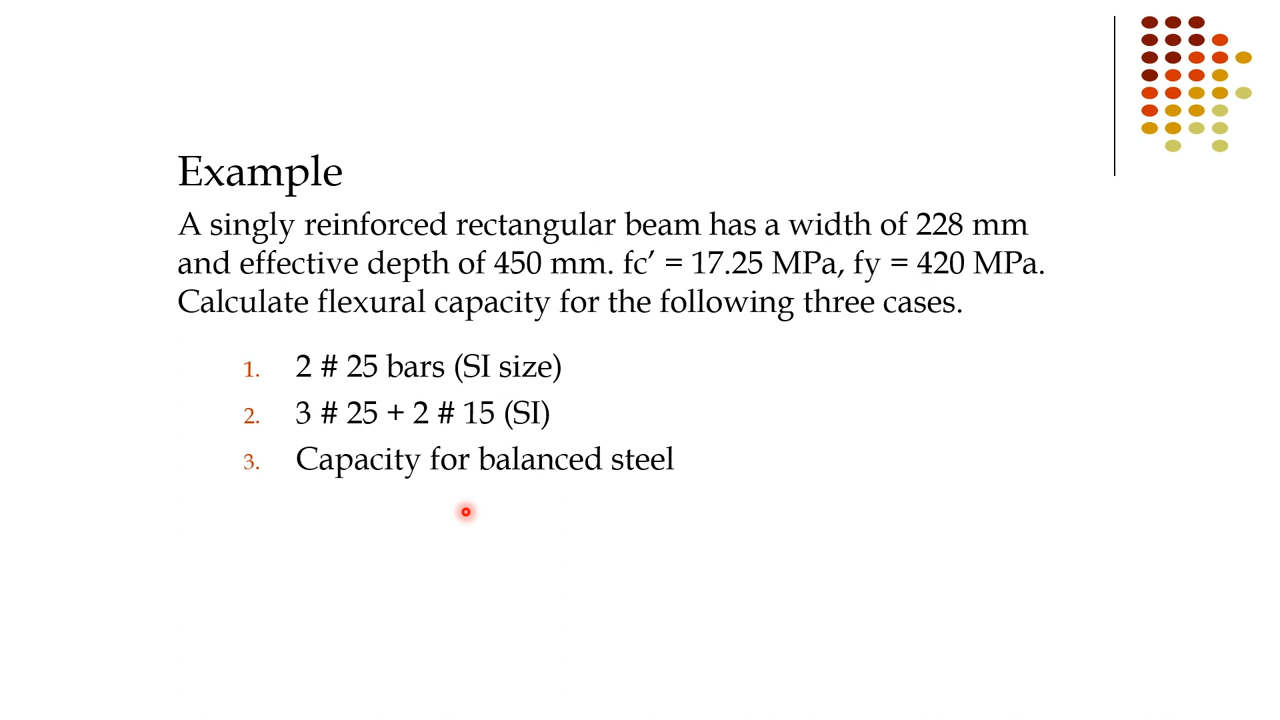 Example
A singly reinforced rectangular beam has a width of 228 mm
and effective depth of 450 mm. fc’ = 17.25 MPa, fy = 420 MPa.
Calculate flexural capacity for the following three cases.
1. 2 # 25 bars (SI size)
2. 3 # 25 + 2 # 15 (SI)
3. Capacity for balanced steel